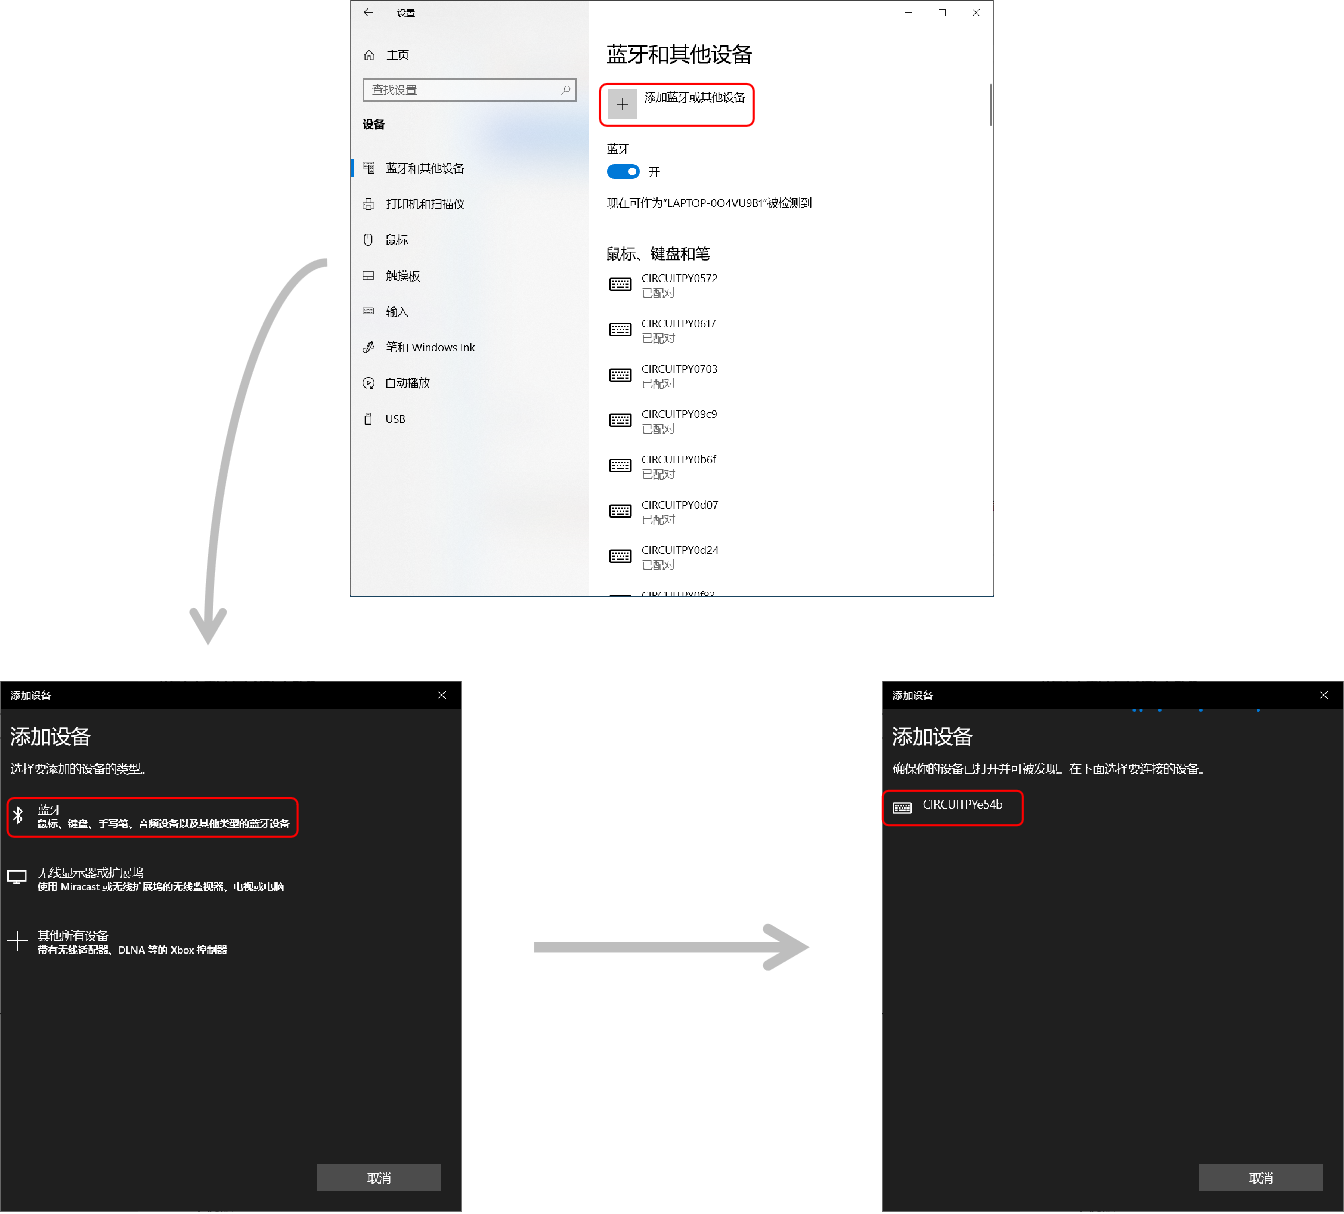 设置
主页
查找设置
设备
蓝牙和其他设备
打印机和扫描仪
鼠标
触摸板
输入
笔和 Windows Ink
自动播放
USB
蓝牙和其他设备
添加蓝牙或其他设备
蓝牙
开
现在可作为"LAPTOP-0O4VU9B1"被检测到
鼠标、键盘和笔
CIRCUITPY0572
已配对
CIRCUITPY0617
已配对
CIRCUITPY0703
已配对
CIRCUITPY09c9
已配对
CIRCUITPY0b6f
已配对
CIRCUITPY0d07
已配对
CIRCUITPY0d24
已配对
添加设备
添加设备
选择要添加的设备的类型。
蓝牙
鼠标、键盘、手写笔、音频设备以及其他类型的蓝牙设备
无线显示器或扩展坞
使用 Miracast 或无线扩展坞的无线监视器、电视或电脑
其他所有设备
带有无线适配器、DLNA 等的 Xbox 控制器
取消
添加设备
添加设备
确保你的设备已打开并可被发现。在下面选择要连接的设备。
CIRCUITPYe54b
取消